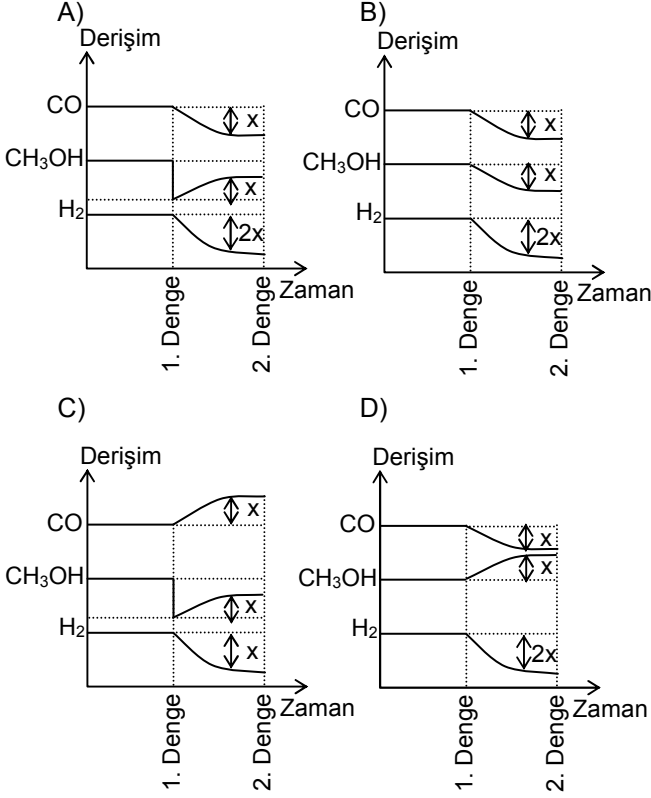 A)
Derişim
CO
x
CH₃OH
x
H₂
2x
Zaman
1. Denge
2. Denge
B)
Derişim
CO
x
CH₃OH
x
H₂
2x
Zaman
1. Denge
2. Denge
C)
Derişim
CO
x
CH₃OH
x
H₂
x
Zaman
1. Denge
2. Denge
D)
Derişim
CO
x
CH₃OH
x
H₂
2x
Zaman
1. Denge
2. Denge